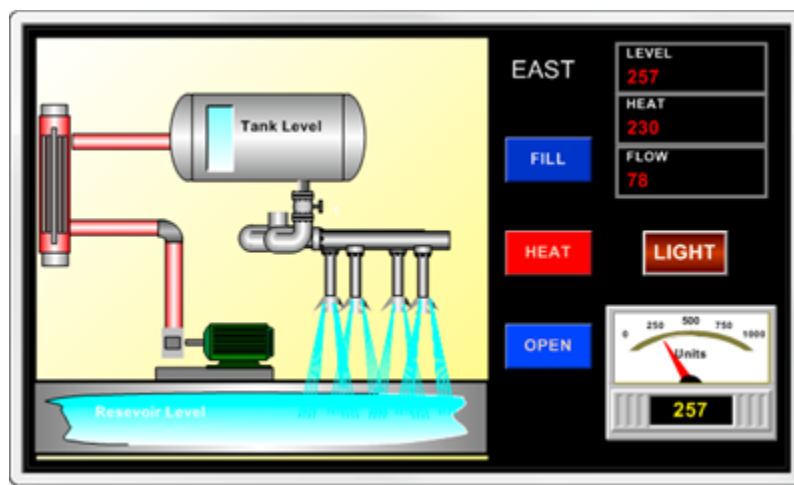 EAST
LEVEL
257
HEAT
230
FLOW
78
Tank Level
FILL
HEAT
LIGHT
OPEN
0 250 500 750 1000
Units
257
Resevoir Level